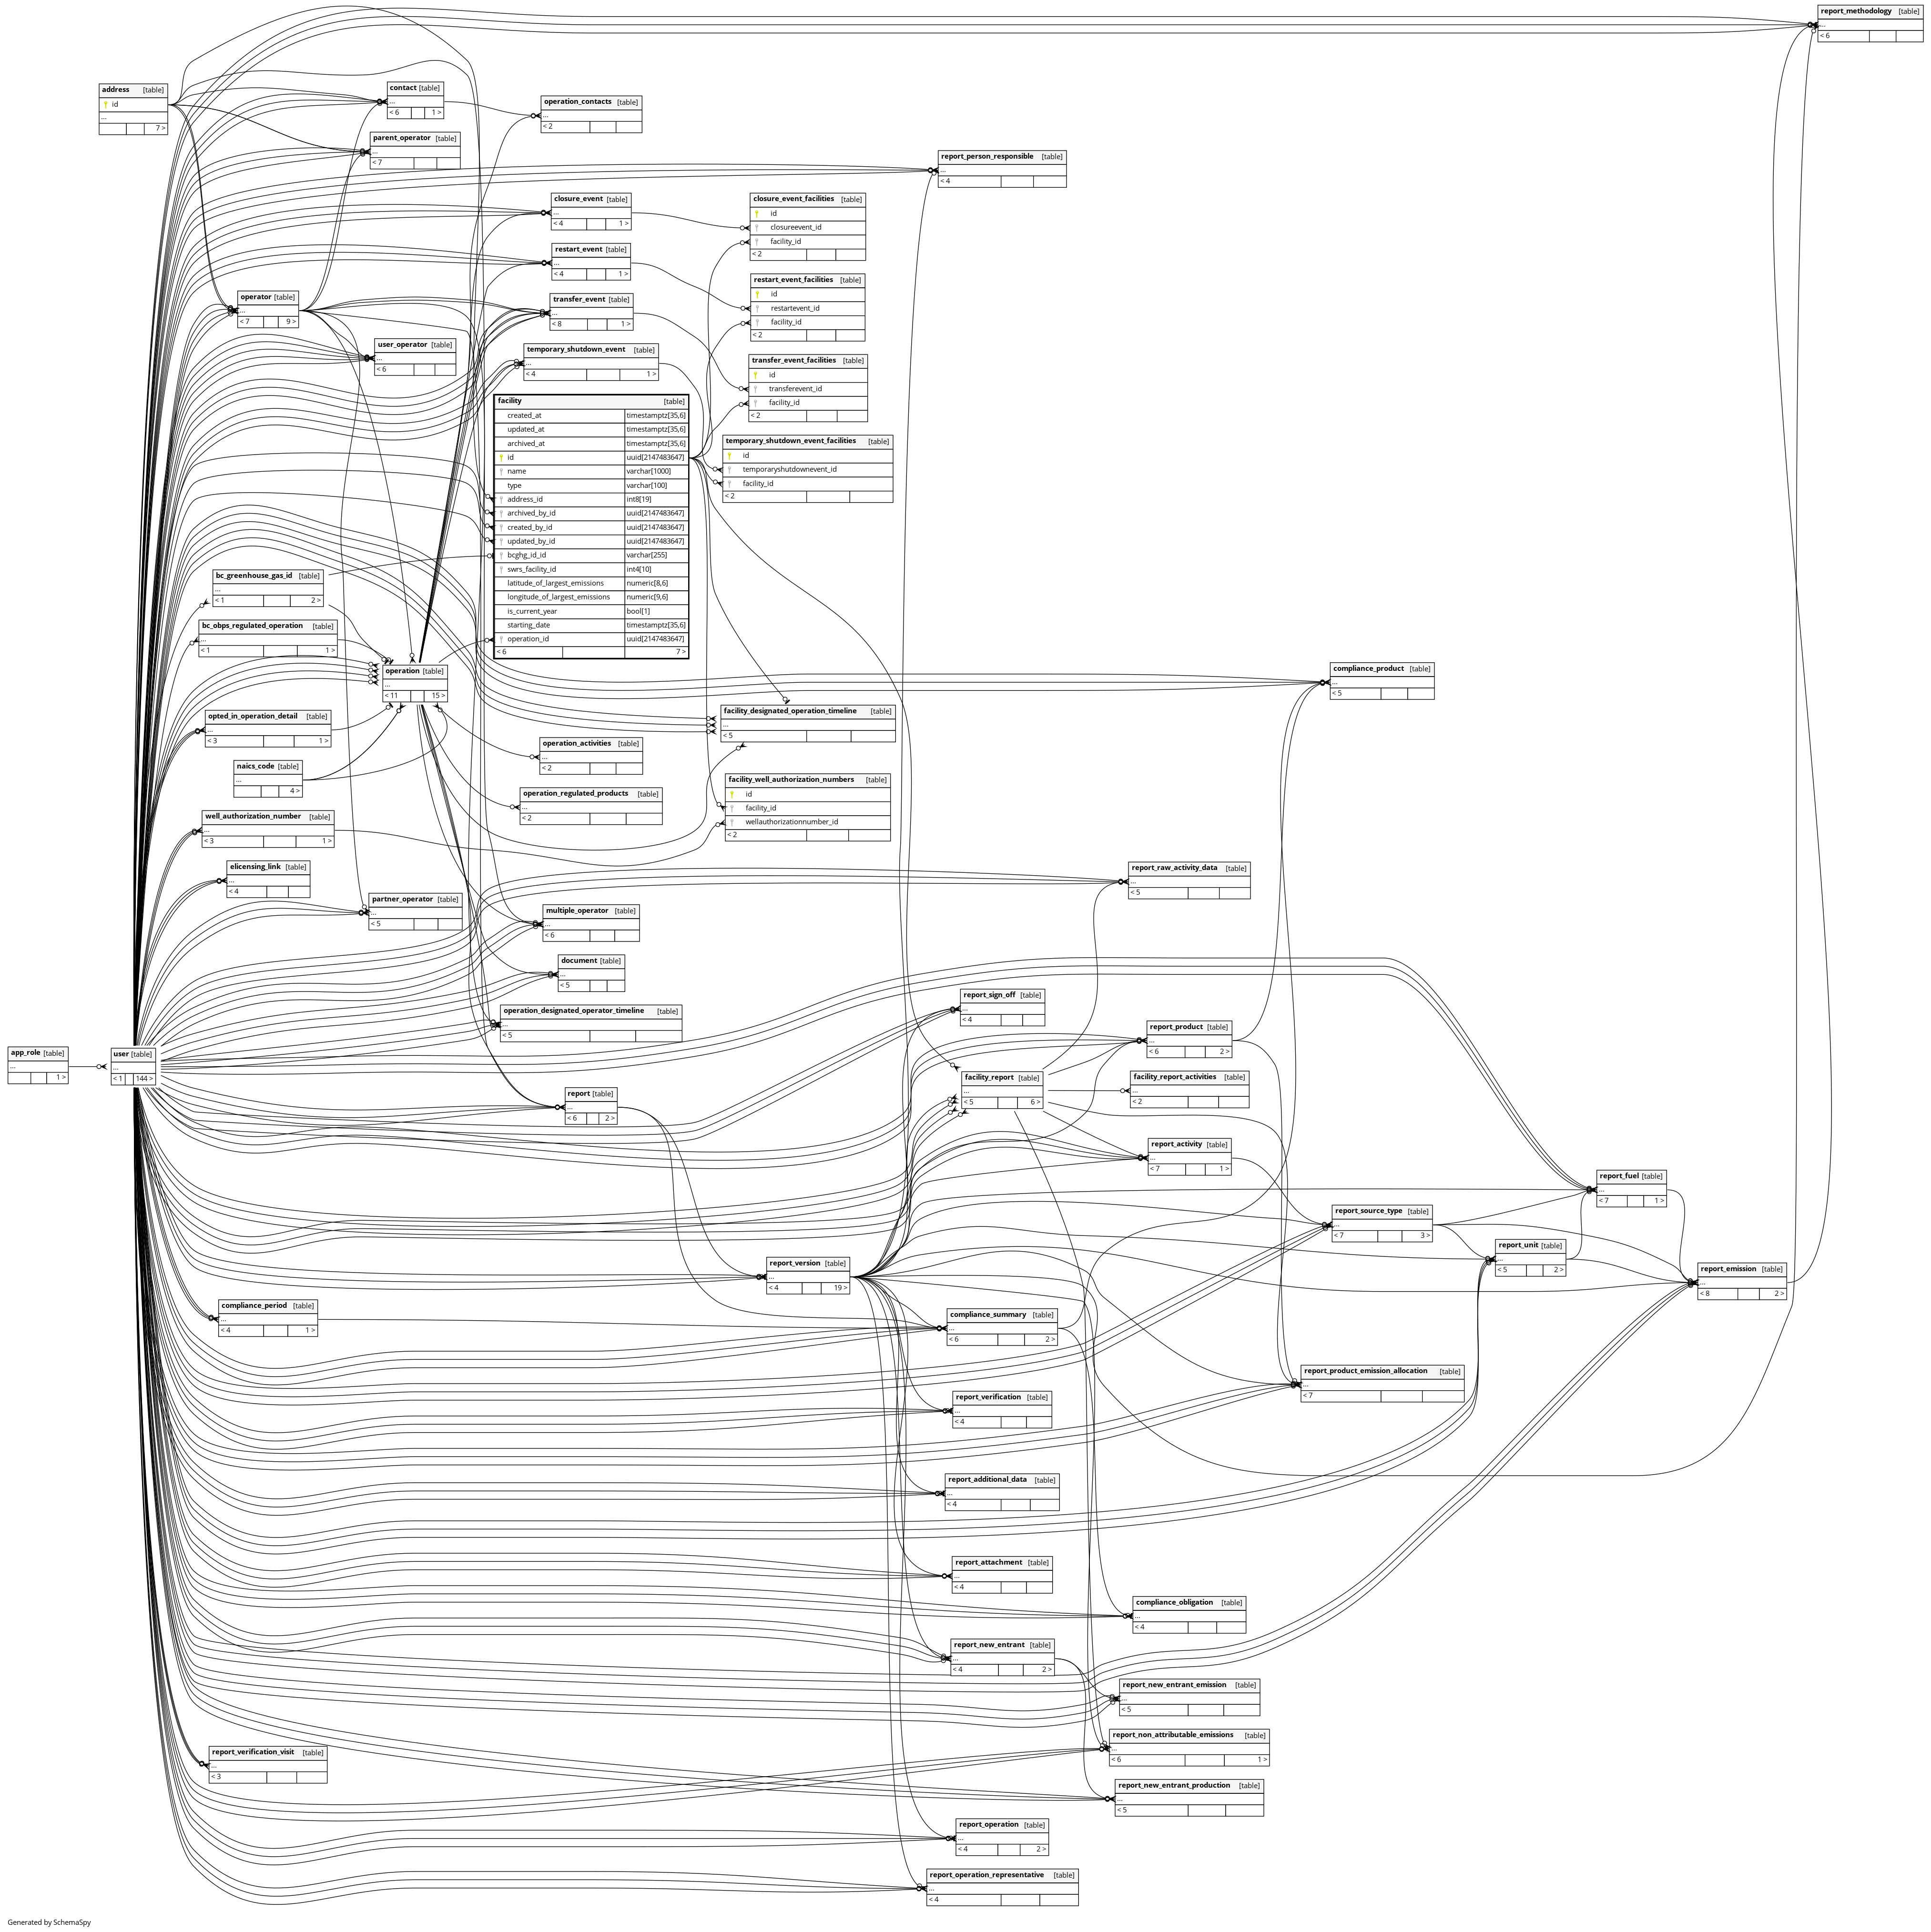 report_methodology [table]
...
< 6
address [table]
id
...
7 >
contact [table]
...
< 6 1 >
operation_contacts [table]
...
< 2
parent_operator [table]
...
< 7
report_person_responsible [table]
...
< 4
closure_event [table]
...
< 4 1 >
closure_event_facilities [table]
id
closureevent_id
facility_id
< 2
restart_event [table]
...
< 4 1 >
restart_event_facilities [table]
id
restartevent_id
facility_id
< 2
operator [table]
...
< 7 9 >
transfer_event [table]
...
< 8 1 >
user_operator [table]
...
< 6
temporary_shutdown_event [table]
...
< 4 1 >
transfer_event_facilities [table]
id
transferevent_id
facility_id
< 2
facility [table]
created_at timestamptz[35,6]
updated_at timestamptz[35,6]
archived_at timestamptz[35,6]
id uuid[2147483647]
name varchar[1000]
type varchar[100]
address_id int8[19]
archived_by_id uuid[2147483647]
created_by_id uuid[2147483647]
updated_by_id uuid[2147483647]
bcghg_id_id varchar[255]
swrs_facility_id int4[10]
latitude_of_largest_emissions numeric[8,6]
longitude_of_largest_emissions numeric[9,6]
is_current_year bool[1]
starting_date timestamptz[35,6]
operation_id uuid[2147483647]
< 6 7 >
temporary_shutdown_event_facilities [table]
id
temporaryshutdownevent_id
facility_id
< 2
bc_greenhouse_gas_id [table]
...
< 1 2 >
bc_obps_regulated_operation [table]
...
< 1 1 >
operation [table]
...
< 11 15 >
compliance_product [table]
...
< 5
opted_in_operation_detail [table]
...
< 3 1 >
facility_designated_operation_timeline [table]
...
< 5
operation_activities [table]
...
< 2
naics_code [table]
...
4 >
facility_well_authorization_numbers [table]
id
facility_id
wellauthorizationnumber_id
< 2
operation_regulated_products [table]
...
< 2
well_authorization_number [table]
...
< 3 1 >
elicensing_link [table]
...
< 4
report_raw_activity_data [table]
...
< 5
partner_operator [table]
...
< 5
multiple_operator [table]
...
< 6
document [table]
...
< 5
report_sign_off [table]
...
< 4
operation_designated_operator_timeline [table]
...
< 5
report_product [table]
...
< 6 2 >
app_role [table]
...
1 >
user [table]
...
< 1 144 >
facility_report [table]
...
< 5 6 >
facility_report_activities [table]
...
< 2
report [table]
...
< 6 2 >
report_activity [table]
...
< 7 1 >
report_fuel [table]
...
< 7 1 >
report_source_type [table]
...
< 7 3 >
report_unit [table]
...
< 5 2 >
report_version [table]
...
< 4 19 >
report_emission [table]
...
< 8 2 >
compliance_period [table]
...
< 4 1 >
compliance_summary [table]
...
< 6 2 >
report_product_emission_allocation [table]
...
< 7
report_verification [table]
...
< 4
report_additional_data [table]
...
< 4
report_attachment [table]
...
< 4
compliance_obligation [table]
...
< 4
report_new_entrant [table]
...
< 4 2 >
report_new_entrant_emission [table]
...
< 5
report_non_attributable_emissions [table]
...
< 6 1 >
report_verification_visit [table]
...
< 3
report_new_entrant_production [table]
...
< 5
report_operation [table]
...
< 4 2 >
report_operation_representative [table]
...
< 4
Generated by SchemaSpy